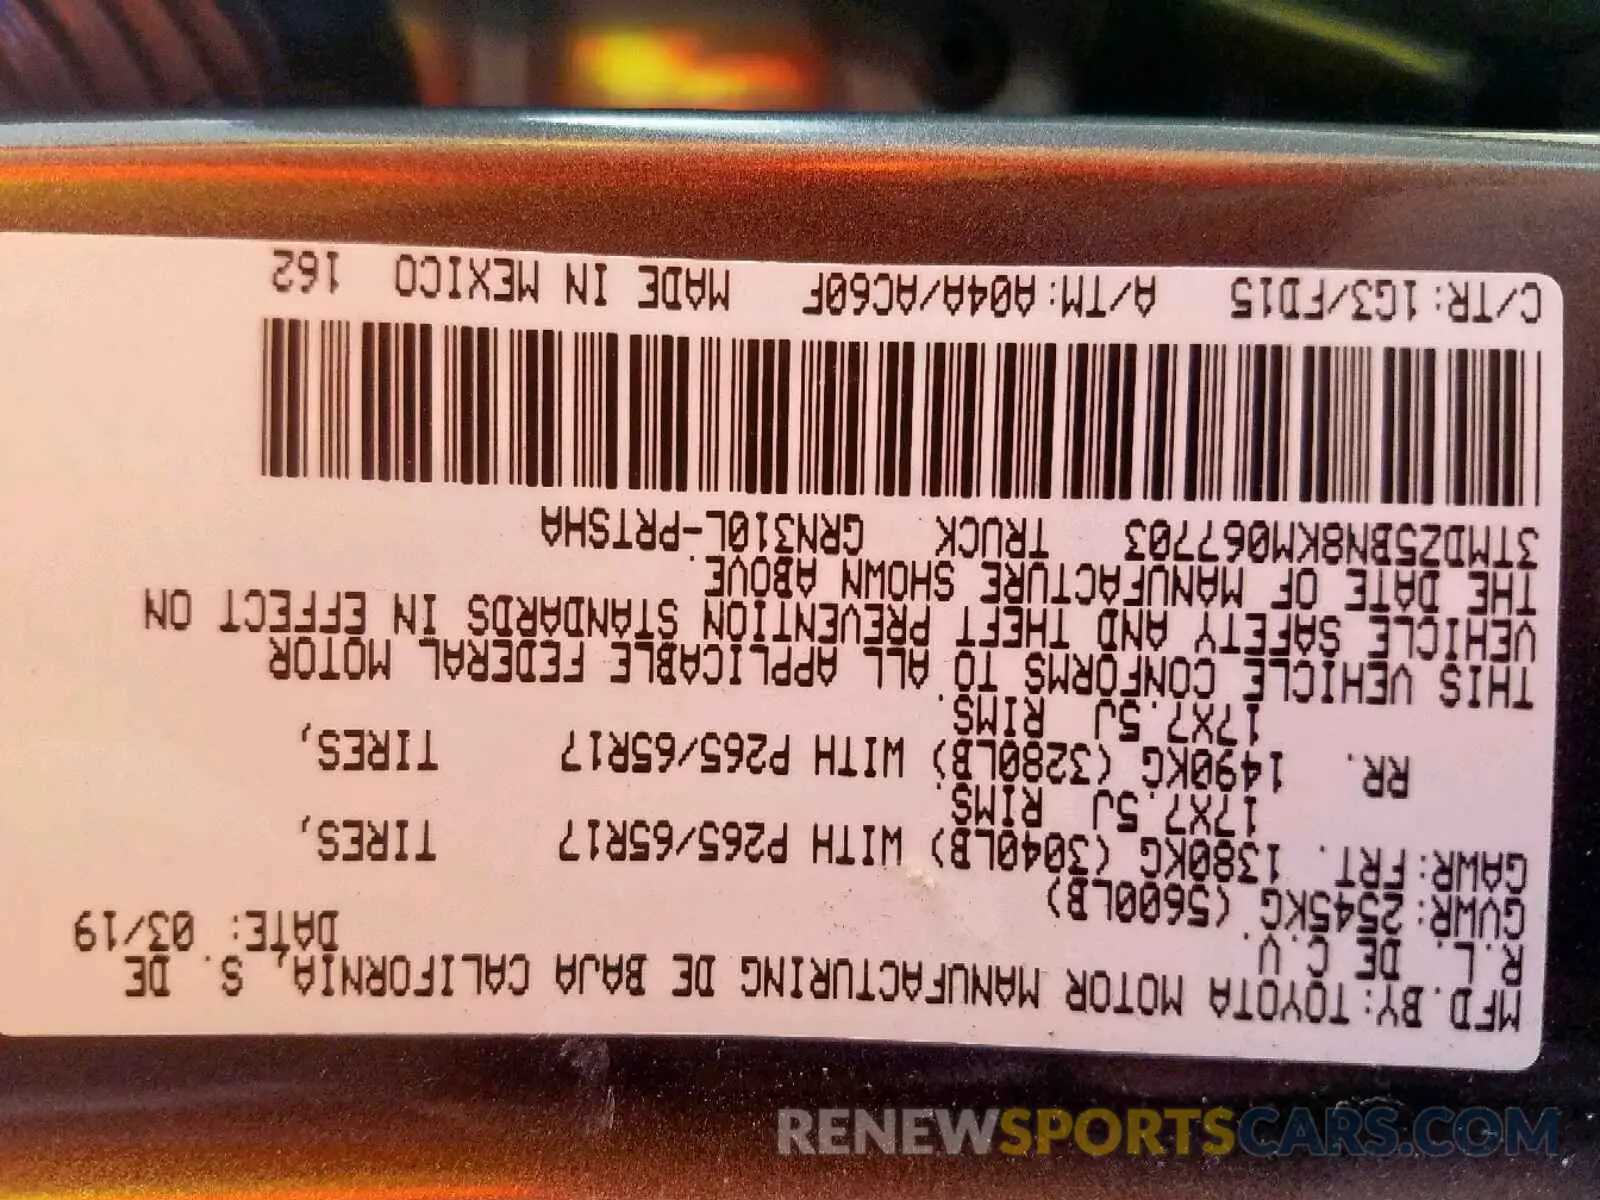 MFD.BY:TOYOTA MOTOR MANUFACTURING DE BAJA CALIFORNIA, S. DE
R.L. DE C.V. DATE: 03/19
GVWR:2545KG (5600LB)
GAWR:FRT. 1380KG (3040LB) WITH P265/65R17 TIRES,
17X7.5J RIMS.
RR. 1490KG (3280LB) WITH P265/65R17 TIRES,
17X7.5J RIMS.
THIS VEHICLE CONFORMS TO ALL APPLICABLE FEDERAL MOTOR
VEHICLE SAFETY AND THEFT PREVENTION STANDARDS IN EFFECT ON
THE DATE OF MANUFACTURE SHOWN ABOVE.
3TMDZ5BN8KM067703 TRUCK GRN310L-PRTSHA
C/TR:1G3/FD15 A/TM:A04A/AC60F MADE IN MEXICO 162
RENEWSPORTSCARS.COM